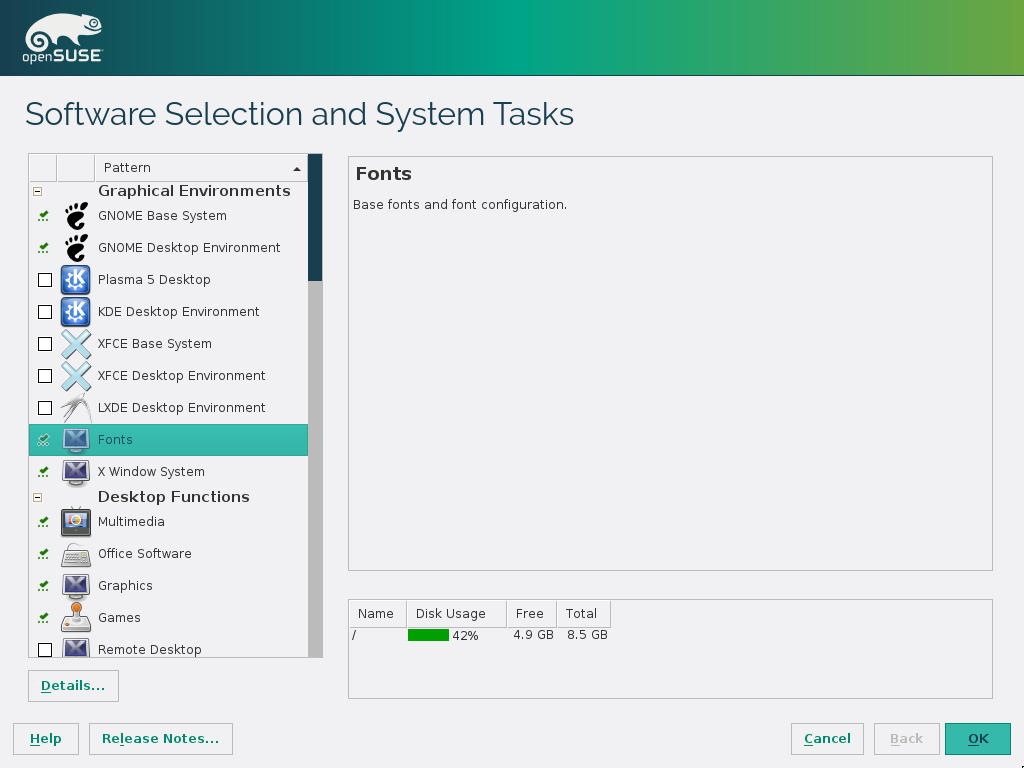 openSUSE
Software Selection and System Tasks
Pattern
Graphical Environments
GNOME Base System
GNOME Desktop Environment
Plasma 5 Desktop
KDE Desktop Environment
XFCE Base System
XFCE Desktop Environment
LXDE Desktop Environment
Fonts
X Window System
Desktop Functions
Multimedia
Office Software
Graphics
Games
Remote Desktop
Details...
Fonts
Base fonts and font configuration.
Name Disk Usage Free Total
/ 42% 4.9 GB 8.5 GB
Help Release Notes... Cancel Back OK